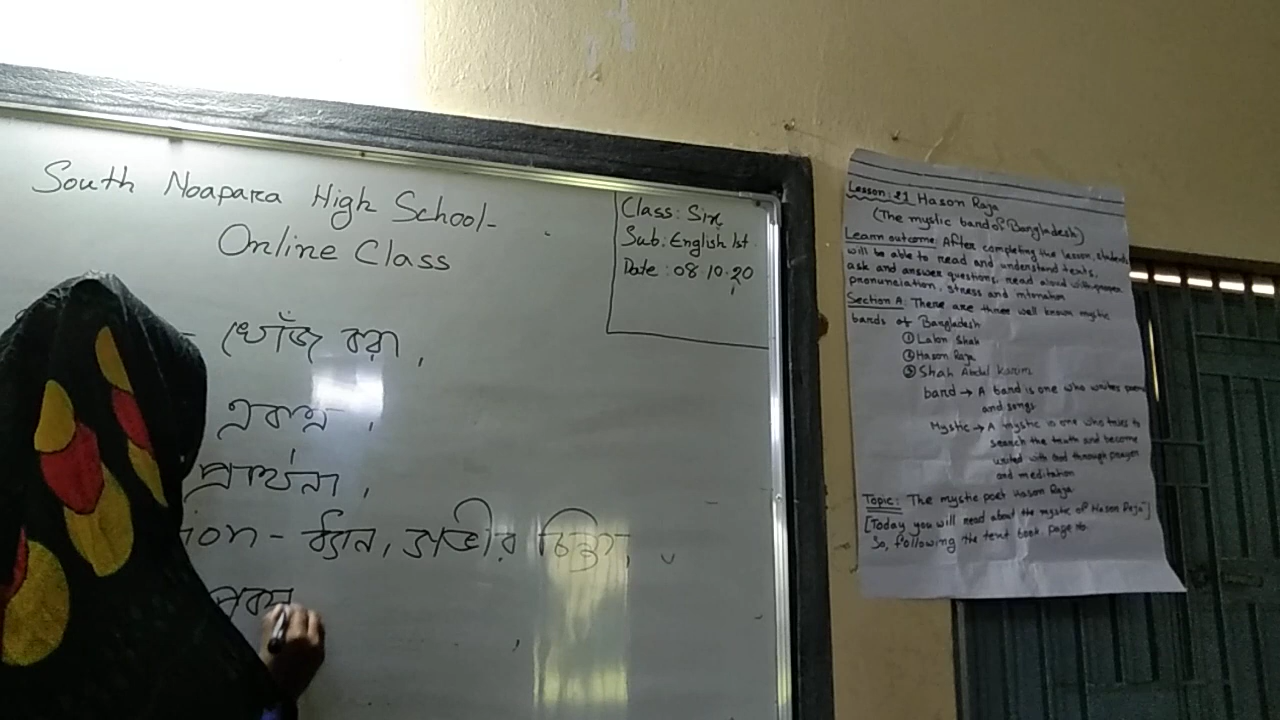 South Noapara High School-
Online Class
Class: Six
Sub: English 1st
Date: 08.10.20
- খোঁজ করা,
একাগ্র,
প্রার্থনা,
ion - ধ্যান, গভীর চিন্তা,
Lesson: 21 Hason Raja
(The mystic band of Bangladesh)
Learn outcome: After completing the lesson, students
will be able to read and understand texts,
ask and answer questions, read aloud with proper
pronunciation, stress and intonation
Section A: There are three well known mystic
bards of Bangladesh
① Lalon Shah
② Hason Raja
③ Shah Abdul Karim
band → A band is one who writes poems
and songs
Mystic → A mystic is one who tries to
search the truth and become
united with God through prayer
and meditation
Topic: The mystic poet Hason Raja
[Today you will read about the mystic of Hason Raja"]
So, following the text book. Page